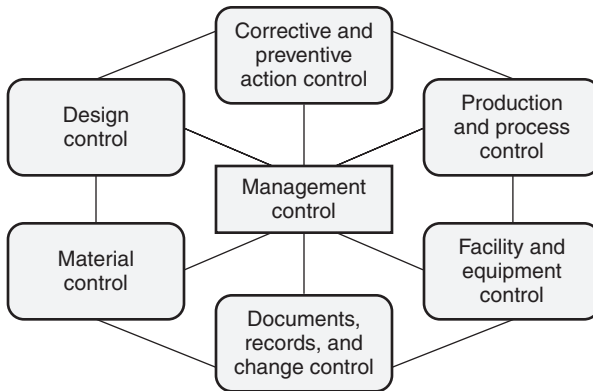 Corrective and
preventive
action control
Design
control
Production
and process
control
Management
control
Material
control
Facility and
equipment
control
Documents,
records, and
change control